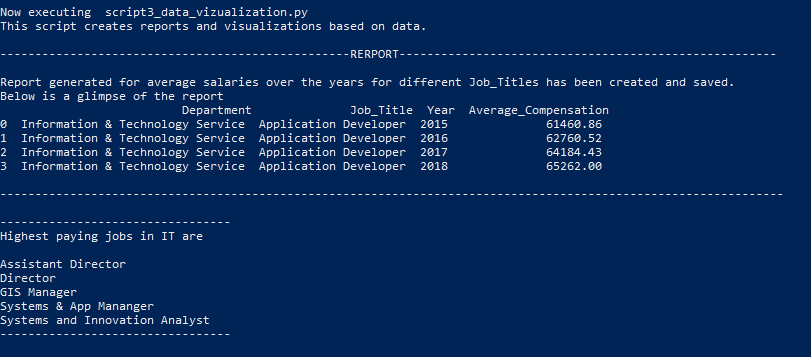 Now executing  script3_data_vizualization.py
This script creates reports and visualizations based on data.
--------------------------------------------------RERPORT------------------------------------------------------
Report generated for average salaries over the years for different Job_Titles has been created and saved.
Below is a glimpse of the report
                          Department              Job_Title  Year  Average_Compensation
0  Information & Technology Service  Application Developer  2015              61460.86
1  Information & Technology Service  Application Developer  2016              62760.52
2  Information & Technology Service  Application Developer  2017              64184.43
3  Information & Technology Service  Application Developer  2018              65262.00
----------------------------------------------------------------------------------------------------------------
---------------------------------
Highest paying jobs in IT are
Assistant Director
Director
GIS Manager
Systems & App Mananger
Systems and Innovation Analyst
---------------------------------